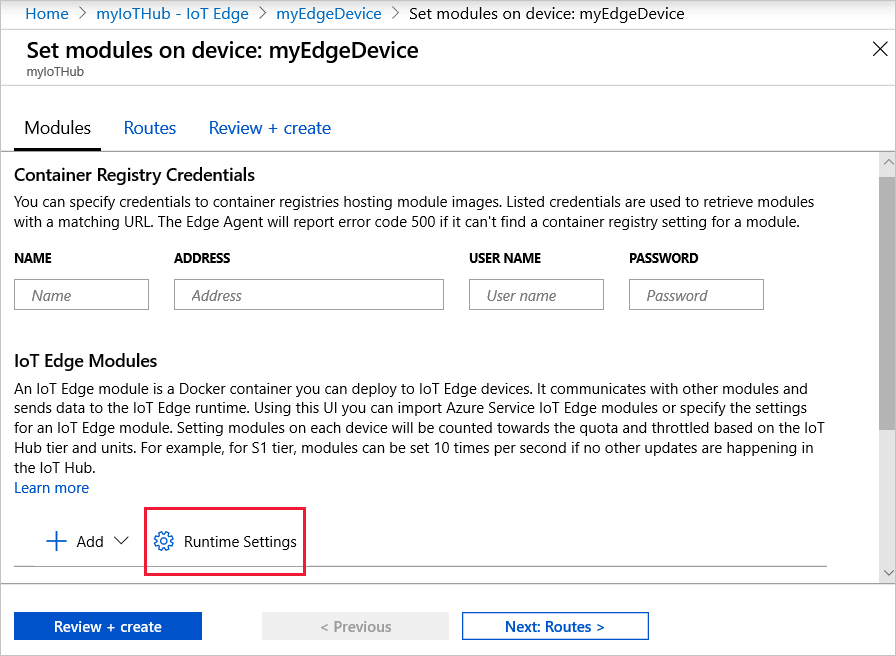 Home > myIoTHub - IoT Edge > myEdgeDevice > Set modules on device: myEdgeDevice
Set modules on device: myEdgeDevice
myIoTHub
Modules Routes Review + create
Container Registry Credentials
You can specify credentials to container registries hosting module images. Listed credentials are used to retrieve modules
with a matching URL. The Edge Agent will report error code 500 if it can't find a container registry setting for a module.
NAME ADDRESS USER NAME PASSWORD
Name Address User name Password
IoT Edge Modules
An IoT Edge module is a Docker container you can deploy to IoT Edge devices. It communicates with other modules and
sends data to the IoT Edge runtime. Using this UI you can import Azure Service IoT Edge modules or specify the settings
for an IoT Edge module. Setting modules on each device will be counted towards the quota and throttled based on the IoT
Hub tier and units. For example, for S1 tier, modules can be set 10 times per second if no other updates are happening in
the IoT Hub.
Learn more
Add Runtime Settings
Review + create < Previous Next: Routes >